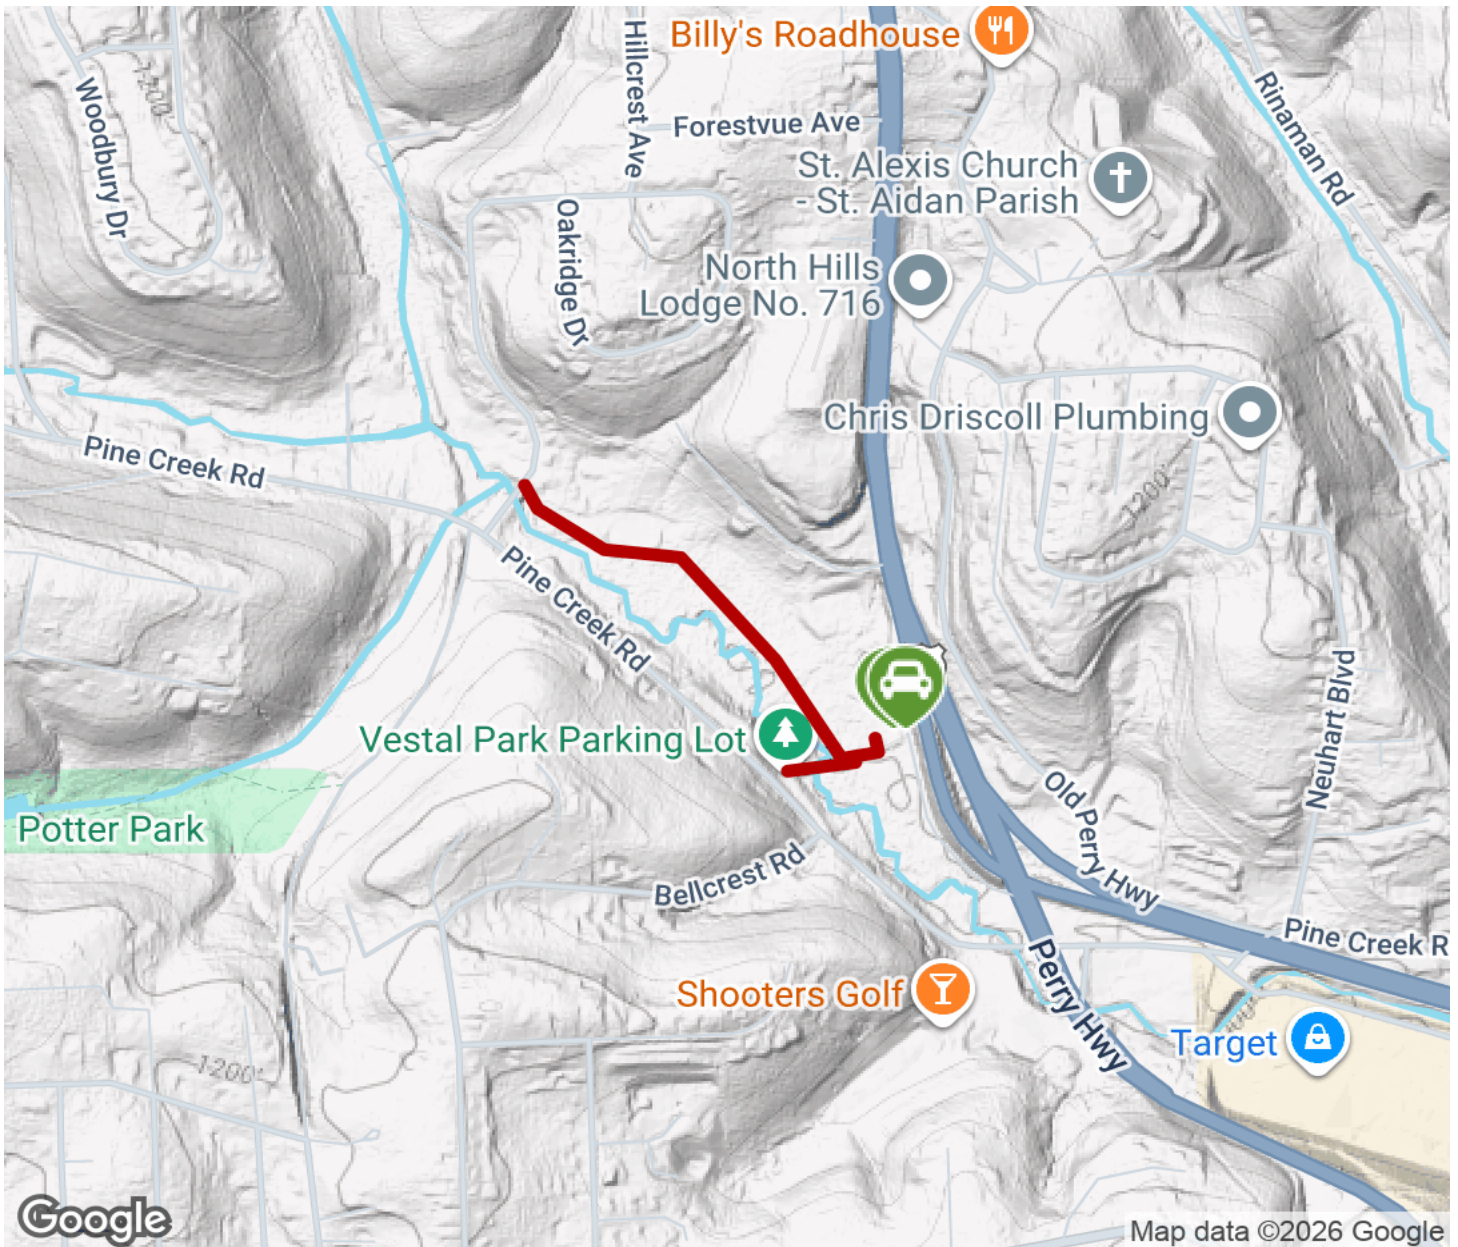 Billy's Roadhouse
Hillcrest Ave
Forestvue Ave
Rinaman Rd
Woodbury Dr
1200
St. Alexis Church
- St. Aidan Parish
Oakridge Dr
North Hills
Lodge No. 716
Chris Driscoll Plumbing
Pine Creek Rd
1200'
Pine Creek Rd
Neuhart Blvd
Vestal Park Parking Lot
Old Perry Hwy
Potter Park
Bellcrest Rd
Pine Creek R
Perry Hwy
Shooters Golf
Target
1200'
Google
Map data ©2026 Google